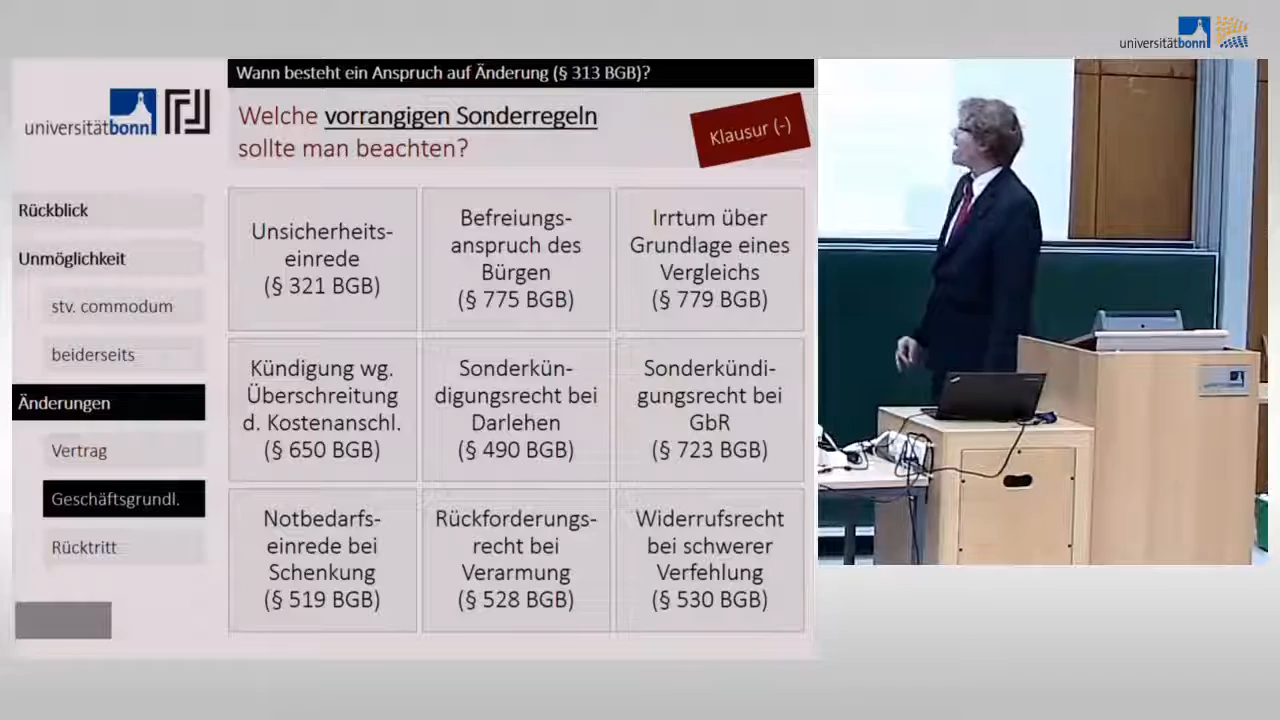 universitätbonn
Wann besteht ein Anspruch auf Änderung (§ 313 BGB)?
universitätbonn
Welche vorrangigen Sonderregeln
sollte man beachten?
Klausur (-)
Rückblick
Unmöglichkeit
stv. commodum
beiderseits
Änderungen
Vertrag
Geschäftsgrundl.
Rücktritt
Unsicherheits-
einrede
(§ 321 BGB)
Befreiungs-
anspruch des
Bürgen
(§ 775 BGB)
Irrtum über
Grundlage eines
Vergleichs
(§ 779 BGB)
Kündigung wg.
Überschreitung
d. Kostenanschl.
(§ 650 BGB)
Sonderkün-
digungsrecht bei
Darlehen
(§ 490 BGB)
Sonderkündi-
gungsrecht bei
GbR
(§ 723 BGB)
Notbedarfs-
einrede bei
Schenkung
(§ 519 BGB)
Rückforderungs-
recht bei
Verarmung
(§ 528 BGB)
Widerrufsrecht
bei schwerer
Verfehlung
(§ 530 BGB)